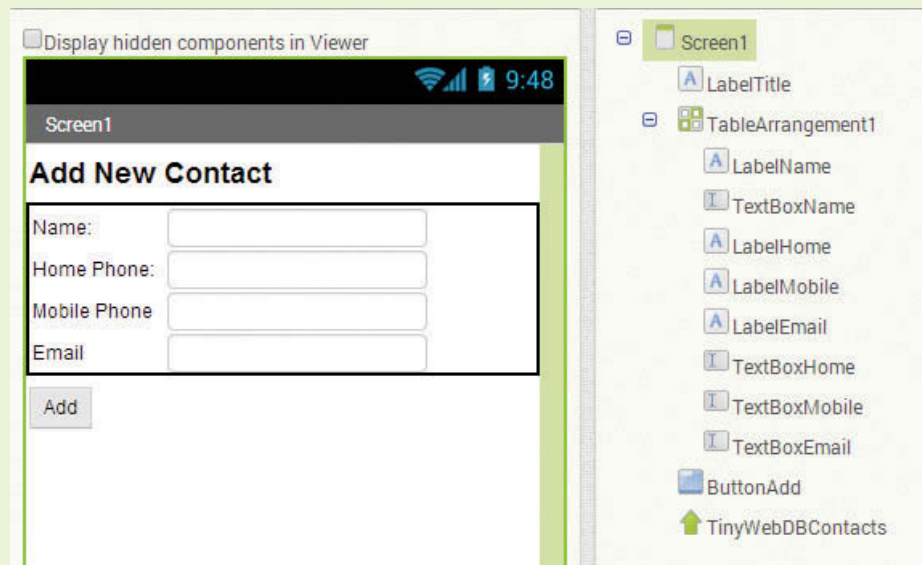 Display hidden components in Viewer
9:48
Screen1
Add New Contact
Name:
Home Phone:
Mobile Phone
Email
Add
Screen1
A LabelTitle
TableArrangement1
A LabelName
I TextBoxName
A LabelHome
A LabelMobile
A LabelEmail
I TextBoxHome
I TextBoxMobile
I TextBoxEmail
ButtonAdd
TinyWebDBContacts